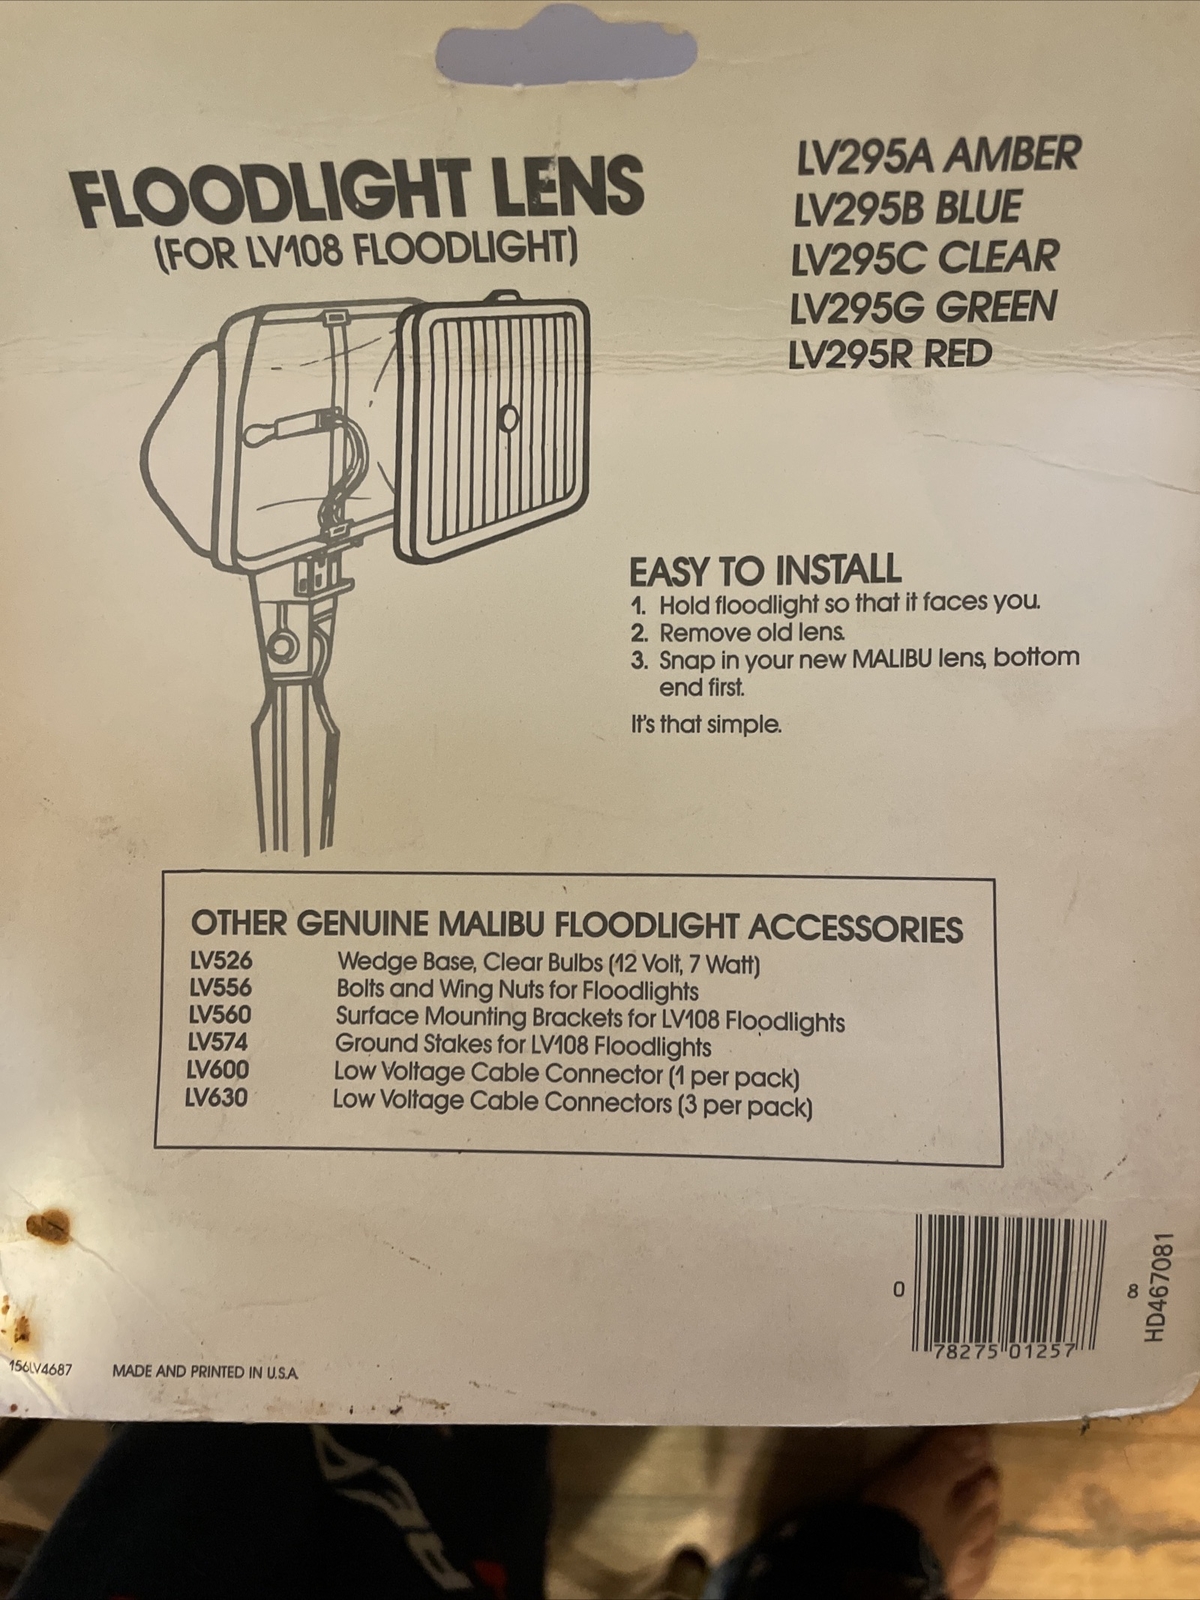 FLOODLIGHT LENS
(FOR LV108 FLOODLIGHT)
LV295A AMBER
LV295B BLUE
LV295C CLEAR
LV295G GREEN
LV295R RED
EASY TO INSTALL
1. Hold floodlight so that it faces you.
2. Remove old lens.
3. Snap in your new MALIBU lens, bottom
end first.
It's that simple.
OTHER GENUINE MALIBU FLOODLIGHT ACCESSORIES
LV526 Wedge Base, Clear Bulbs (12 Volt, 7 Watt)
LV556 Bolts and Wing Nuts for Floodlights
LV560 Surface Mounting Brackets for LV108 Floodlights
LV574 Ground Stakes for LV108 Floodlights
LV600 Low Voltage Cable Connector (1 per pack)
LV630 Low Voltage Cable Connectors (3 per pack)
0 78275 01257 8
HD467081
156LV4687 MADE AND PRINTED IN U.S.A.